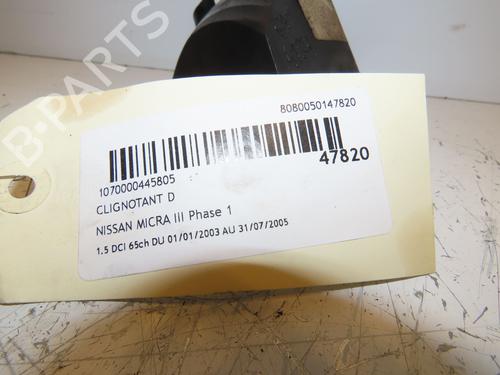 8080050147820
1070000445805
47820
CLIGNOTANT D
NISSAN MICRA III Phase 1
1.5 DCI 65ch DU 01/01/2003 AU 31/07/2005
B-PARTS